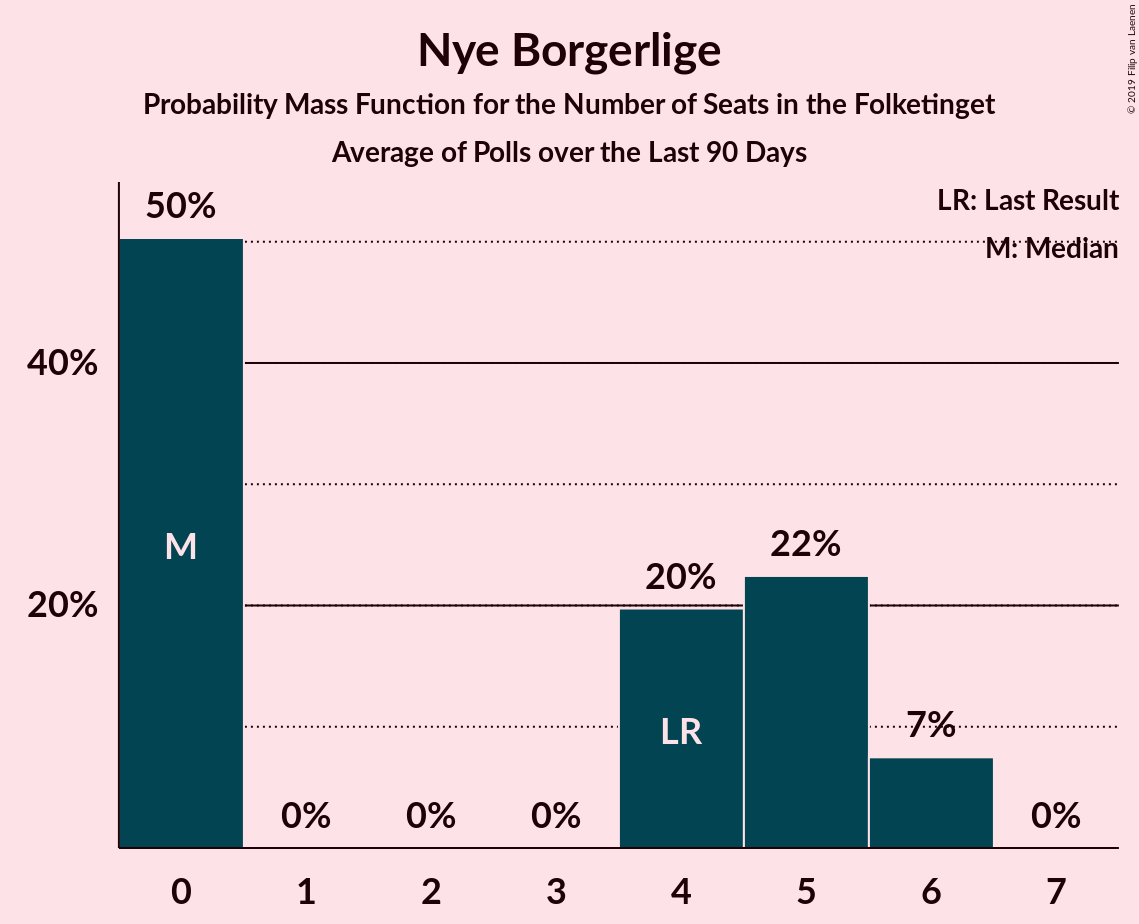 © 2019 Filip van Laenen
Nye Borgerlige
Probability Mass Function for the Number of Seats in the Folketinget
Average of Polls over the Last 90 Days
LR: Last Result
M: Median
50%
40%
M
22%
20%
20%
LR
7%
0%
0%
0%
0%
0 1 2 3 4 5 6 7